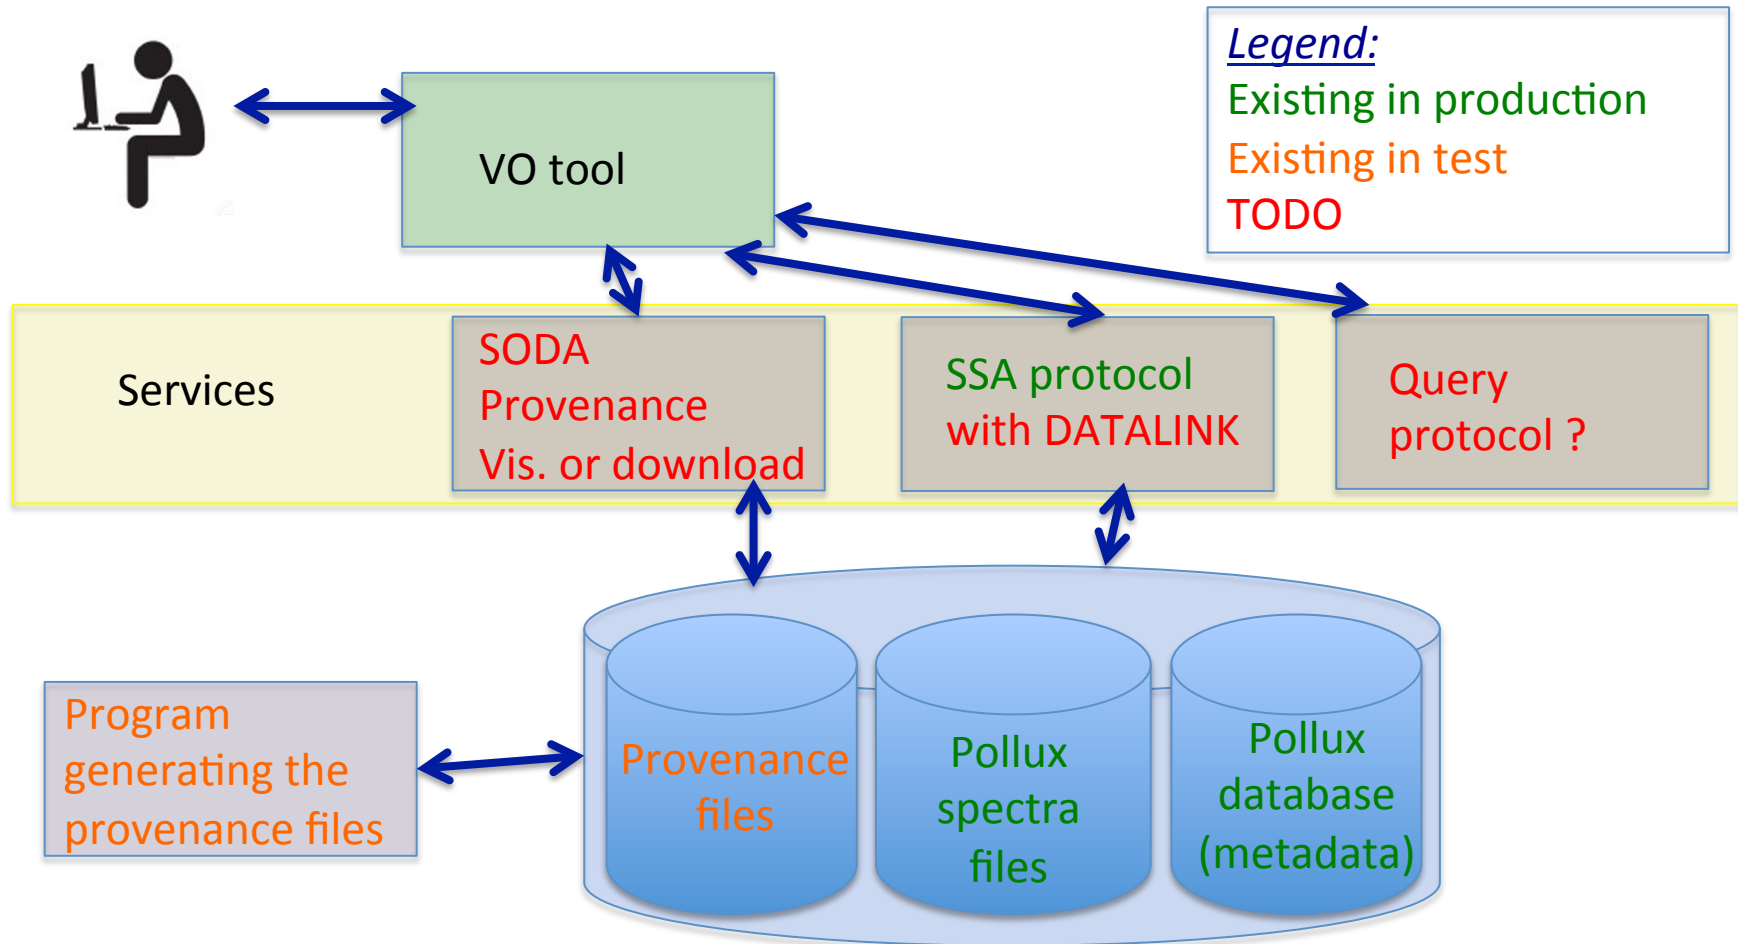 Legend:
Existing in production
Existing in test
TODO
VO tool
Services
SODA
Provenance
Vis. or download
SSA protocol
with DATALINK
Query
protocol ?
Program
generating the
provenance files
Provenance
files
Pollux
spectra
files
Pollux
database
(metadata)